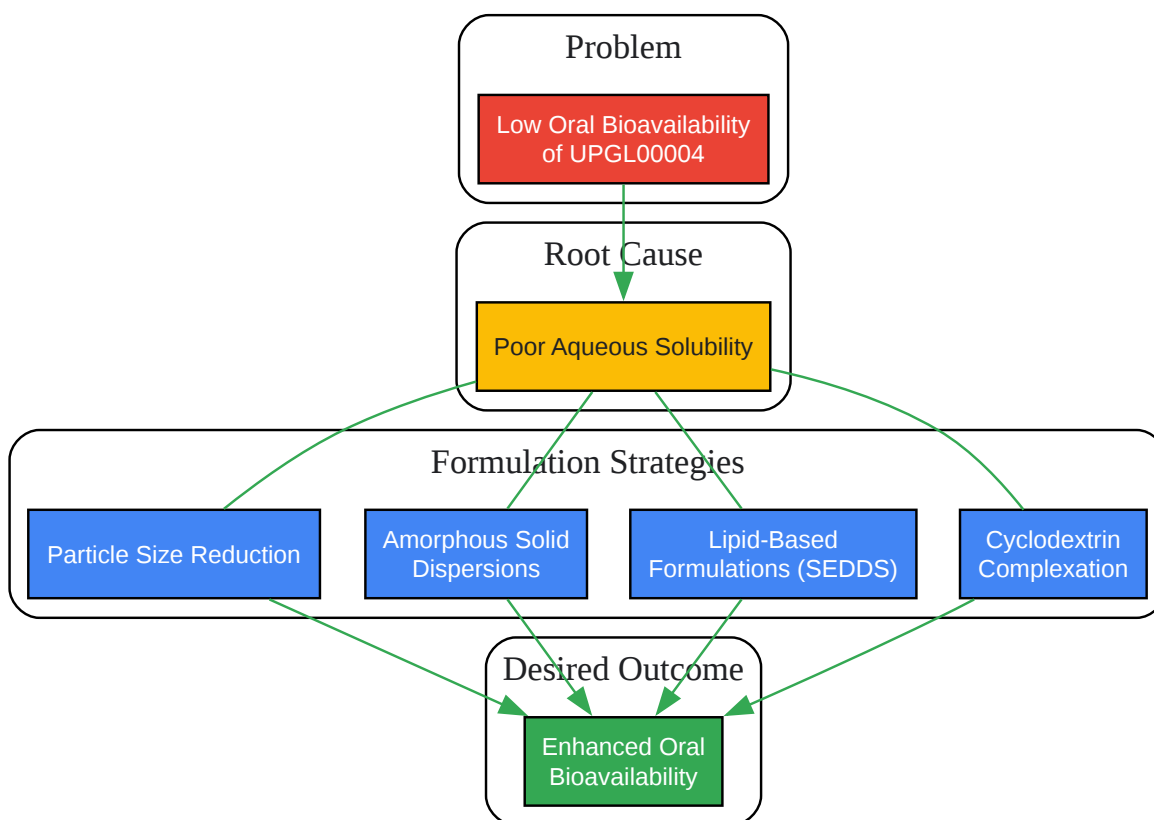 Problem
Low Oral Bioavailability
of UPGL00004
Root Cause
Poor Aqueous Solubility
Formulation Strategies
Particle Size Reduction
Amorphous Solid
Dispersions
Lipid-Based
Formulations (SEDDS)
Cyclodextrin
Complexation
Desired Outcome
Enhanced Oral
Bioavailability